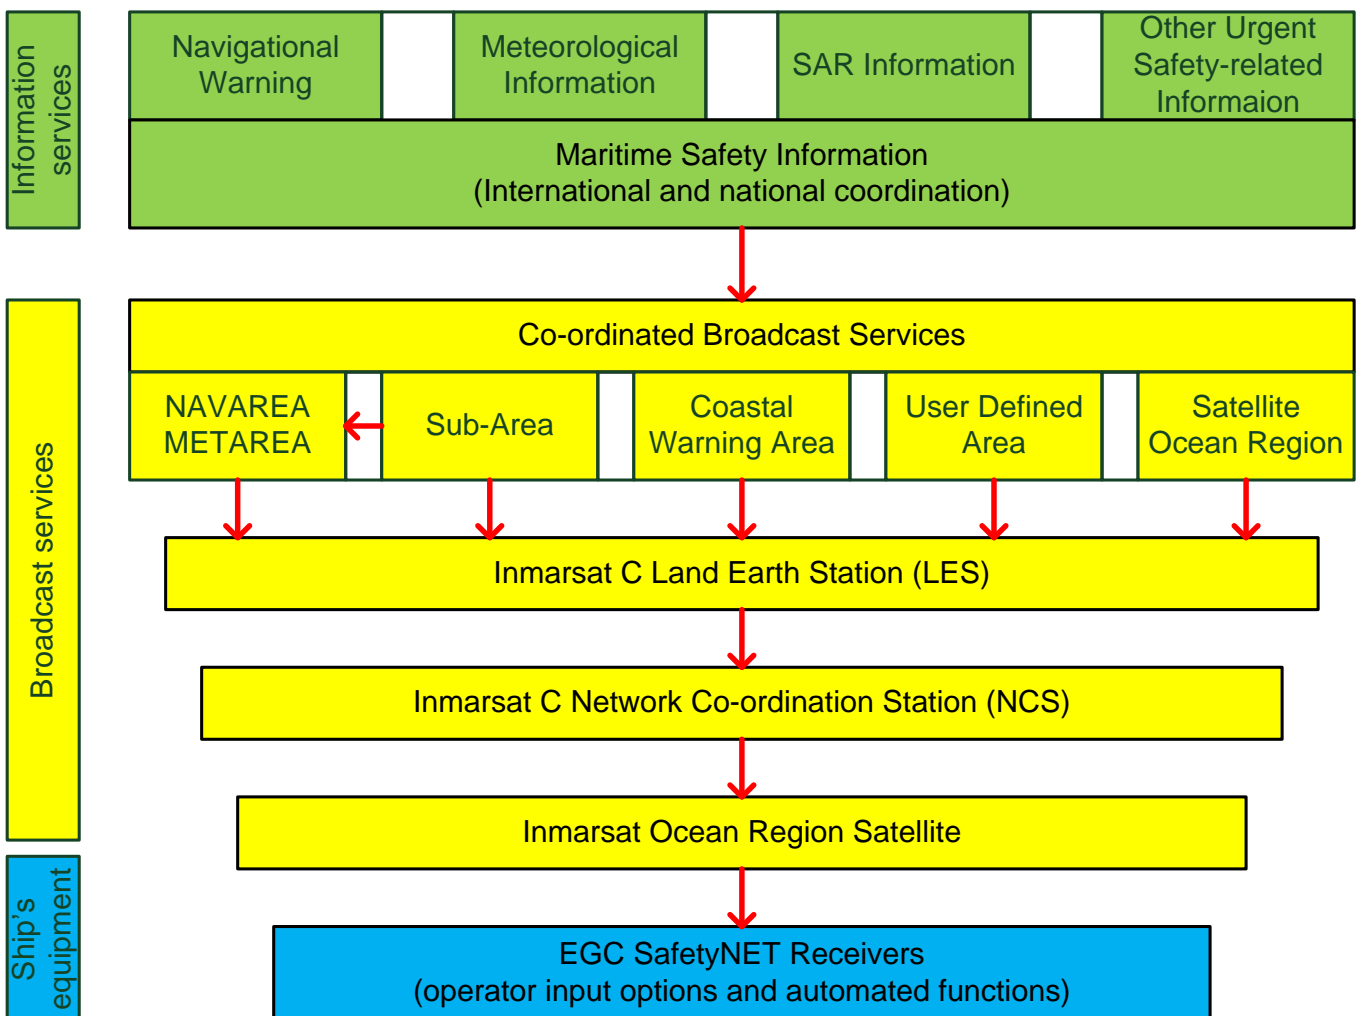 Information
services
Navigational
Warning
Meteorological
Information
SAR Information
Other Urgent
Safety-related
Informaion
Maritime Safety Information
(International and national coordination)
Broadcast services
Co-ordinated Broadcast Services
NAVAREA
METAREA
Sub-Area
Coastal
Warning Area
User Defined
Area
Satellite
Ocean Region
Inmarsat C Land Earth Station (LES)
Inmarsat C Network Co-ordination Station (NCS)
Inmarsat Ocean Region Satellite
Ship's
equipment
EGC SafetyNET Receivers
(operator input options and automated functions)